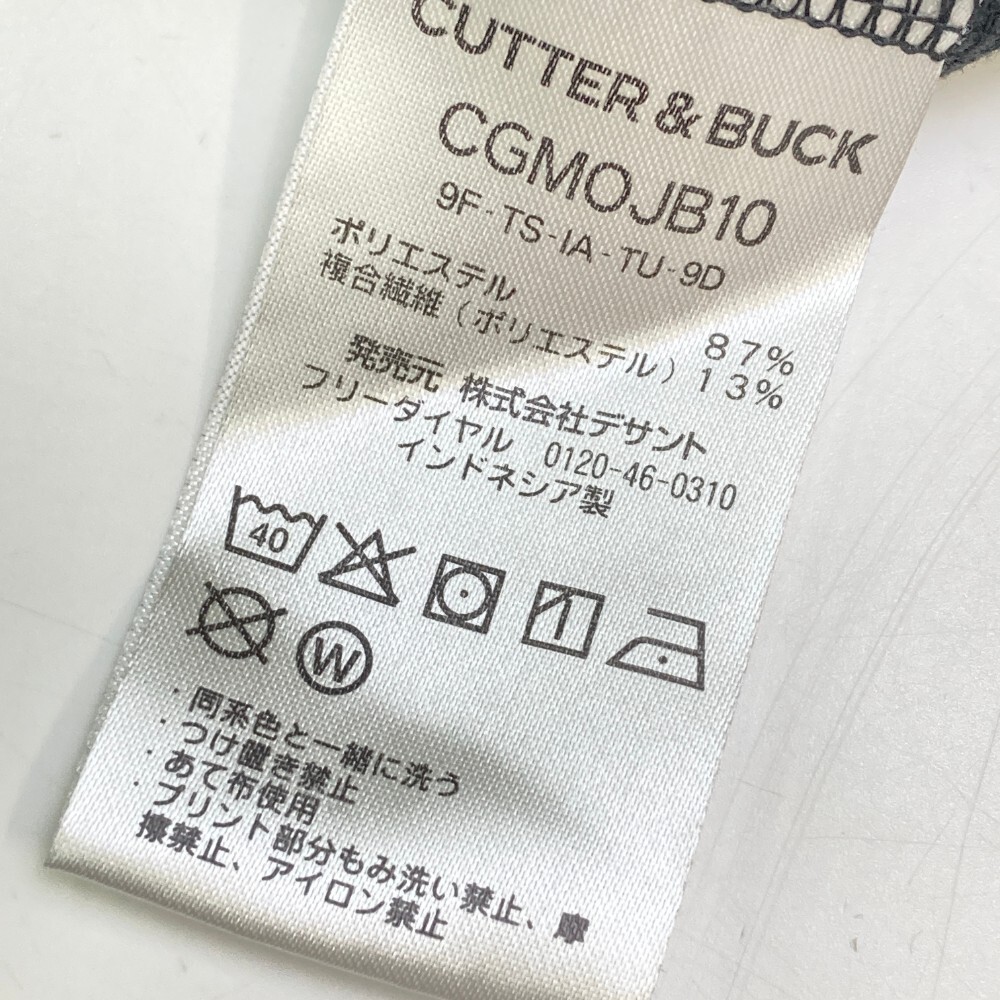 CUTTER & BUCK
CGMOJB10
9F-TS-IA-TU-9D
ポリエステル 87%
複合繊維(ポリエステル) 13%
発売元 株式会社デサント
フリーダイヤル 0120-46-0310
インドネシア製
40
W
・同系色と一緒に洗う
・つけ置き禁止
・あて布使用
・プリント部分もみ洗い禁止、摩
擦禁止、アイロン禁止